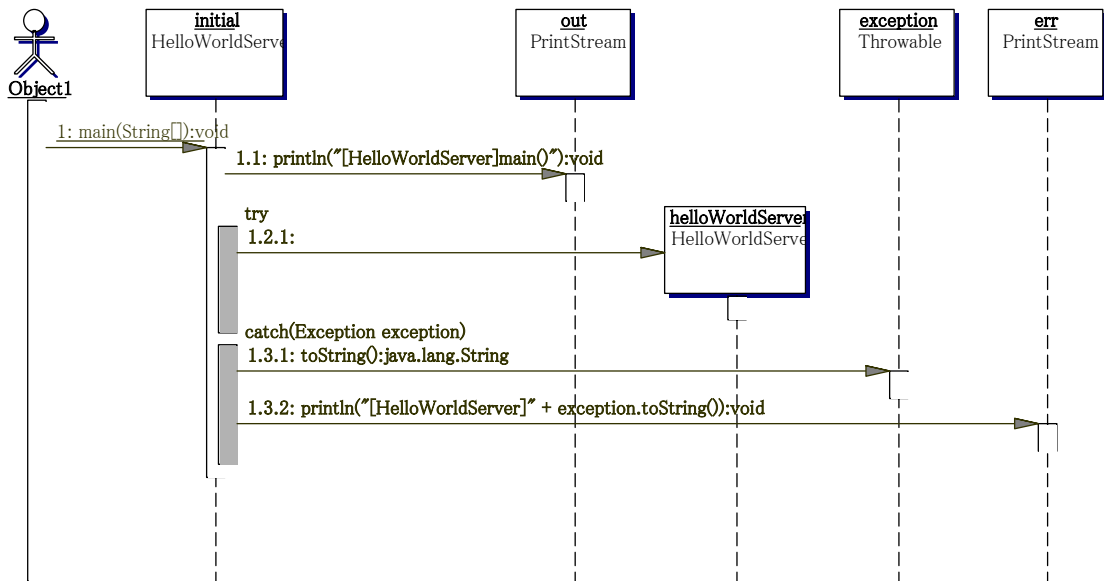 Object1
initial
HelloWorldServe
out
PrintStream
exception
Throwable
err
PrintStream
1: main(String[]):void
1.1: println("[HelloWorldServer]main()"):void
try
1.2.1:
helloWorldServer
HelloWorldServe
catch(Exception exception)
1.3.1: toString():java.lang.String
1.3.2: println("[HelloWorldServer]" + exception.toString()):void